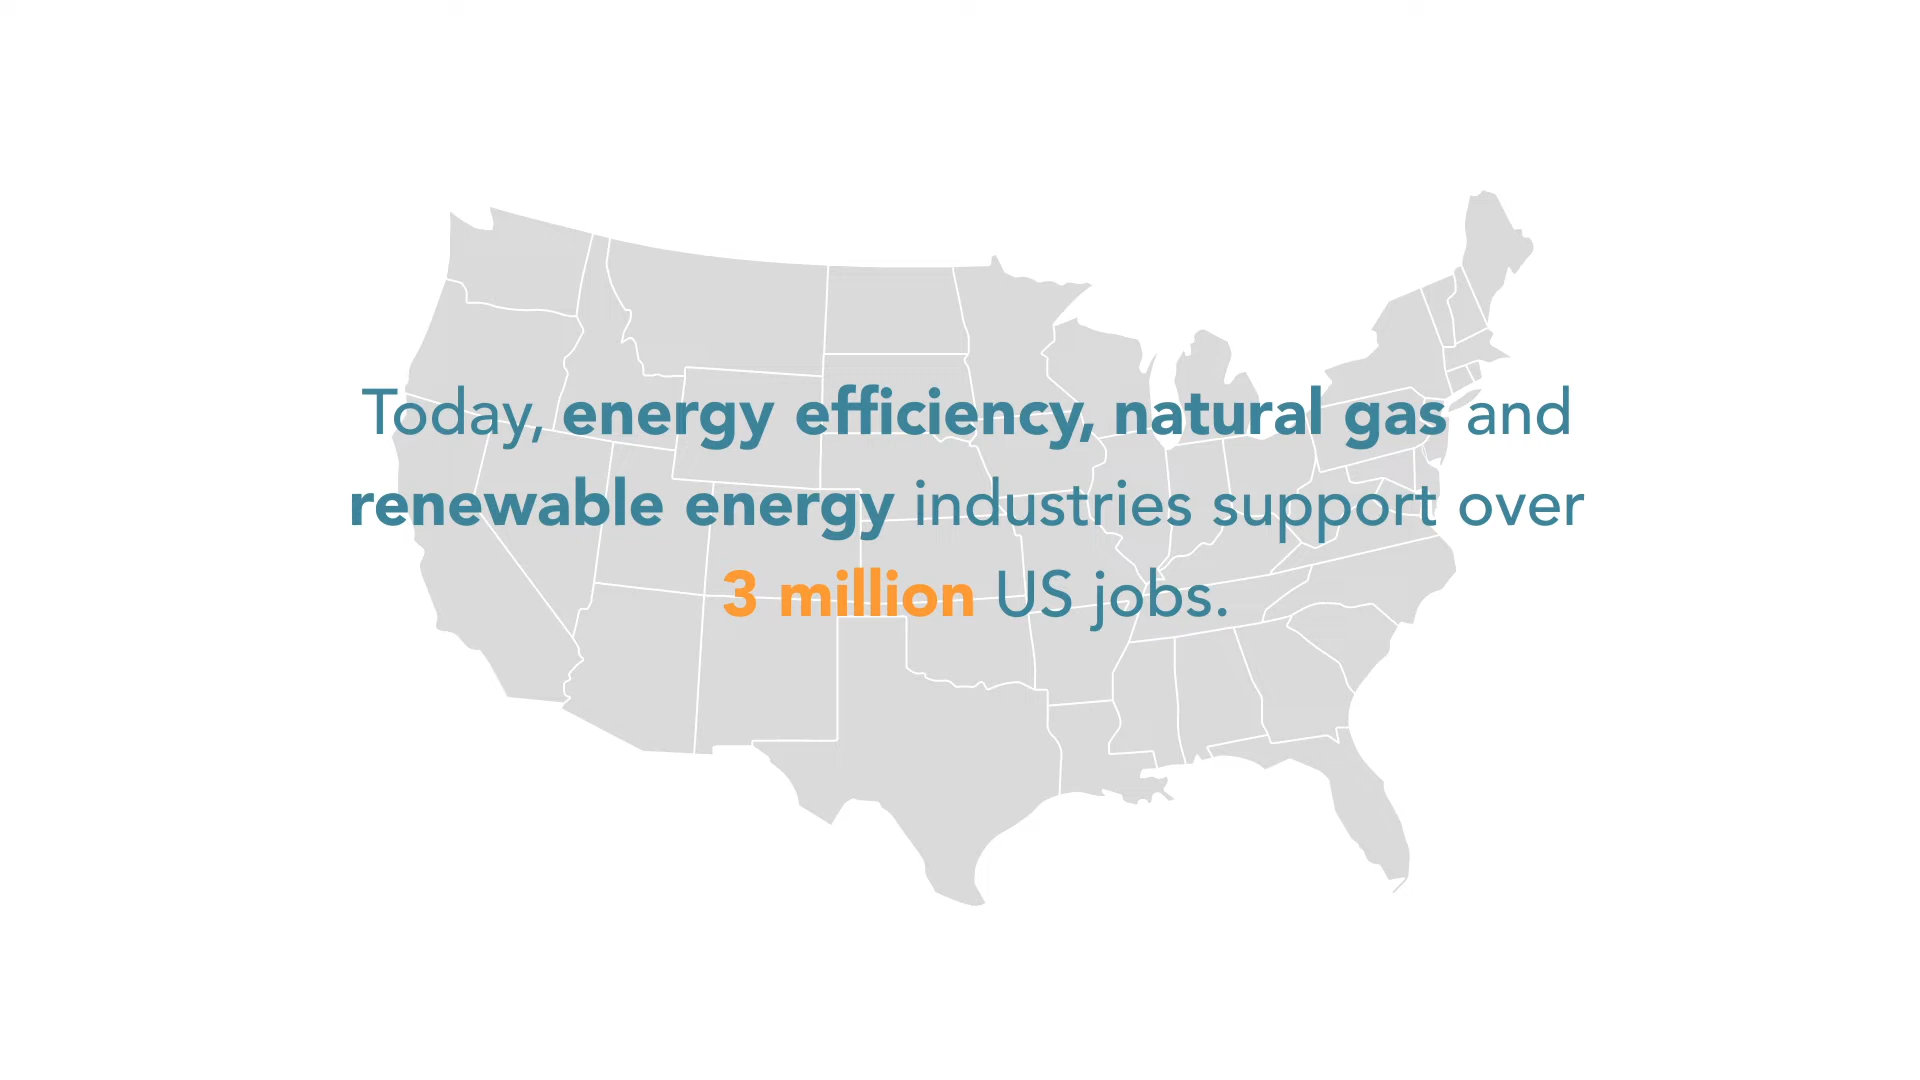 Today, energy efficiency, natural gas and
renewable energy industries support over
3 million US jobs.